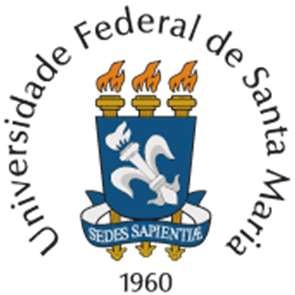 Universidade Federal de Santa Maria
SEDES SAPIENTIÆ
1960